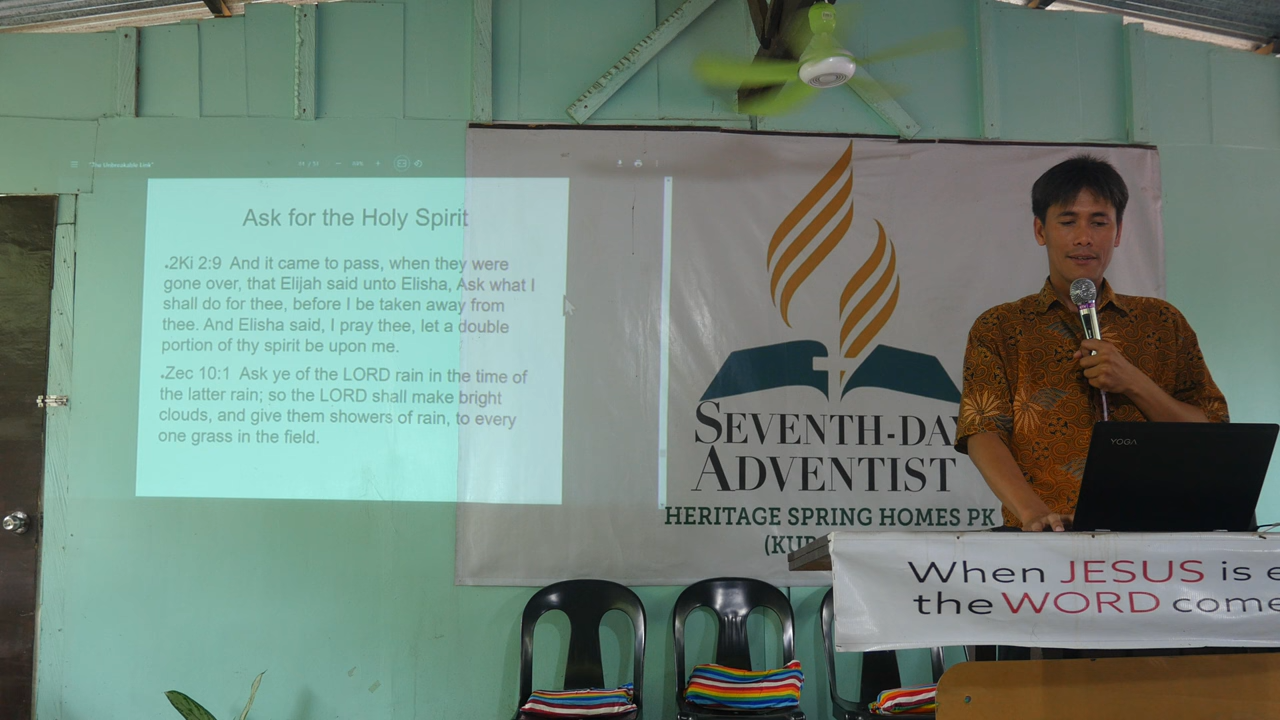 "The Unbreakable Link"
Ask for the Holy Spirit
.2Ki 2:9 And it came to pass, when they were
gone over, that Elijah said unto Elisha, Ask what I
shall do for thee, before I be taken away from
thee. And Elisha said, I pray thee, let a double
portion of thy spirit be upon me.
.Zec 10:1 Ask ye of the LORD rain in the time of
the latter rain; so the LORD shall make bright
clouds, and give them showers of rain, to every
one grass in the field.
SEVENTH-DAY
ADVENTIST
HERITAGE SPRING HOMES PK
YOGA
When JESUS is
the WORD come